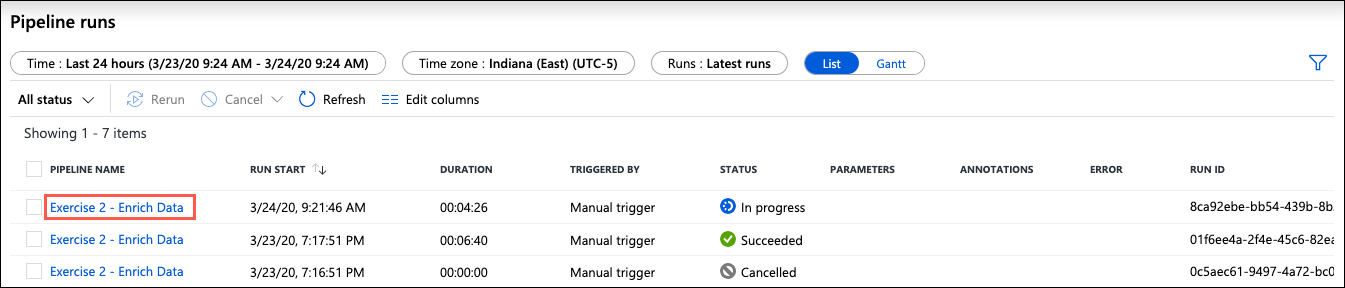 Pipeline runs
Time : Last 24 hours (3/23/20 9:24 AM - 3/24/20 9:24 AM) Time zone : Indiana (East) (UTC-5) Runs : Latest runs List Gantt
All status Rerun Cancel Refresh Edit columns
Showing 1 - 7 items
PIPELINE NAME RUN START DURATION TRIGGERED BY STATUS PARAMETERS ANNOTATIONS ERROR RUN ID
Exercise 2 - Enrich Data 3/24/20, 9:21:46 AM 00:04:26 Manual trigger In progress 8ca92ebe-bb54-439b-8b
Exercise 2 - Enrich Data 3/23/20, 7:17:51 PM 00:06:40 Manual trigger Succeeded 01f6ee4a-2f4e-45c6-82ea
Exercise 2 - Enrich Data 3/23/20, 7:16:51 PM 00:00:00 Manual trigger Cancelled 0c5aec61-9497-4a72-bc0